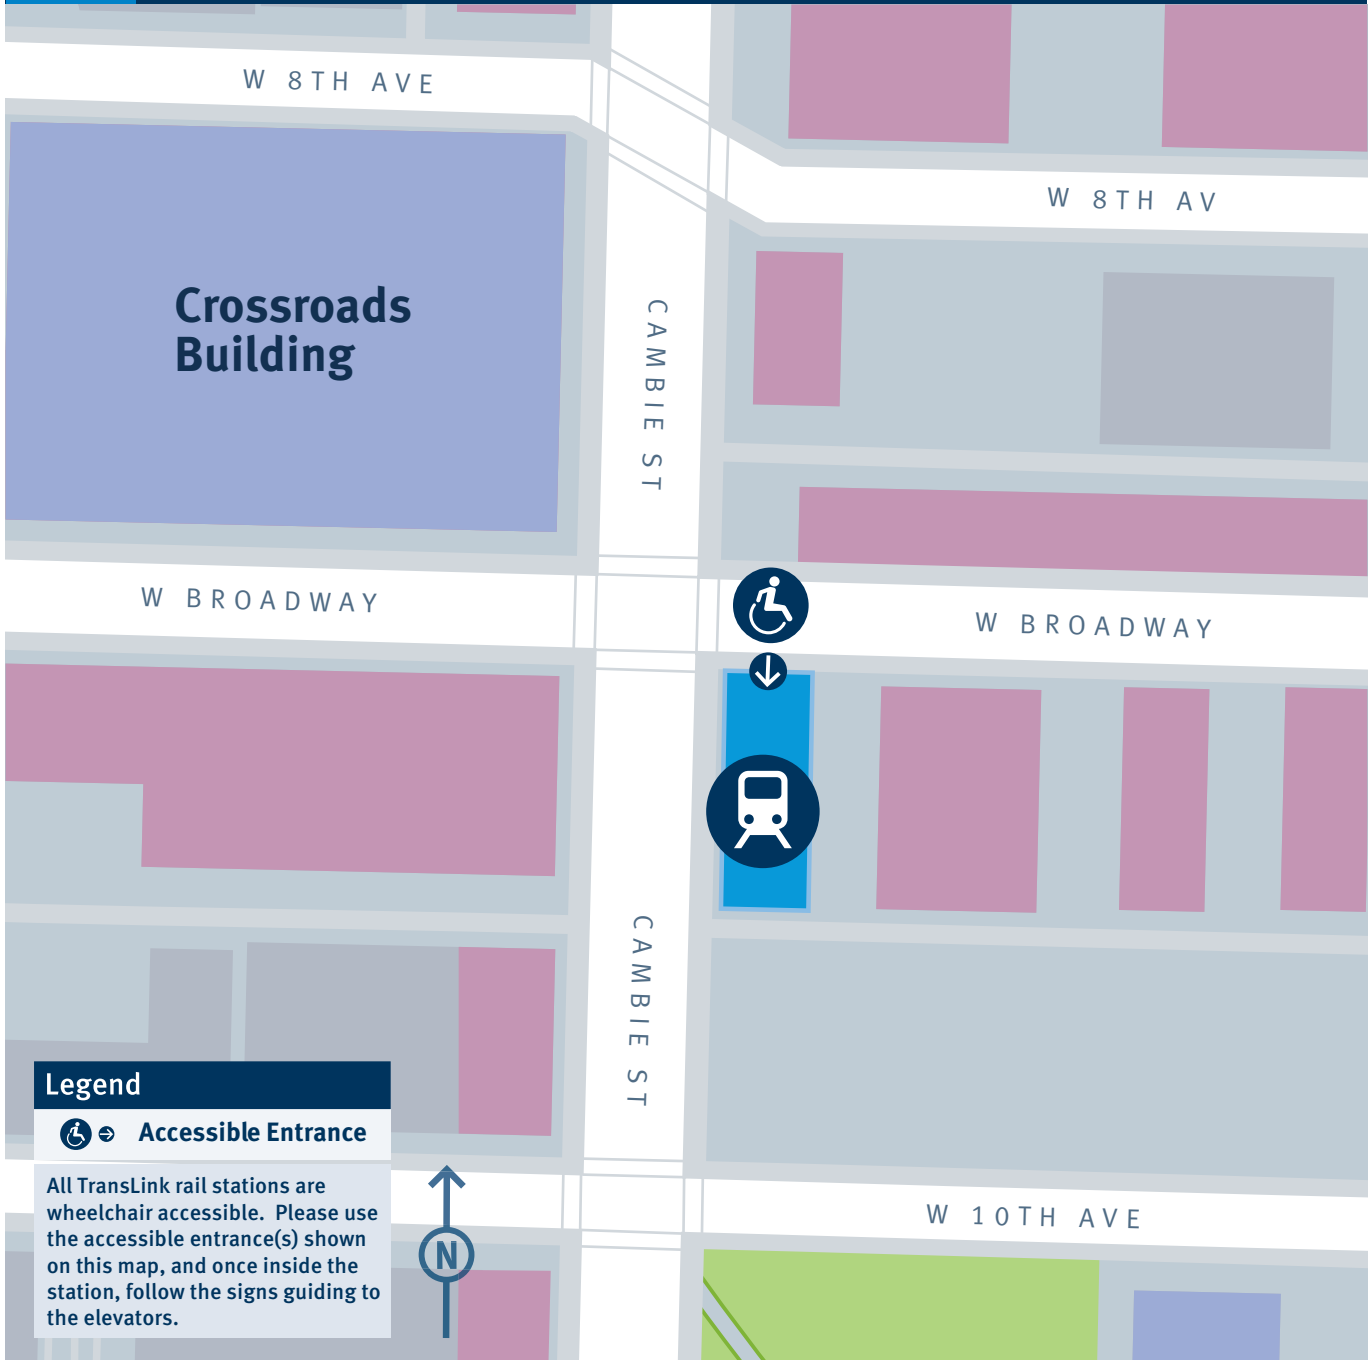 W 8TH AVE
W 8TH AV
Crossroads
Building
CAMBIE ST
W BROADWAY
W BROADWAY
CAMBIE ST
Legend
Accessible Entrance
All TransLink rail stations are
wheelchair accessible. Please use
the accessible entrance(s) shown
on this map, and once inside the
station, follow the signs guiding to
the elevators.
N
W 10TH AVE